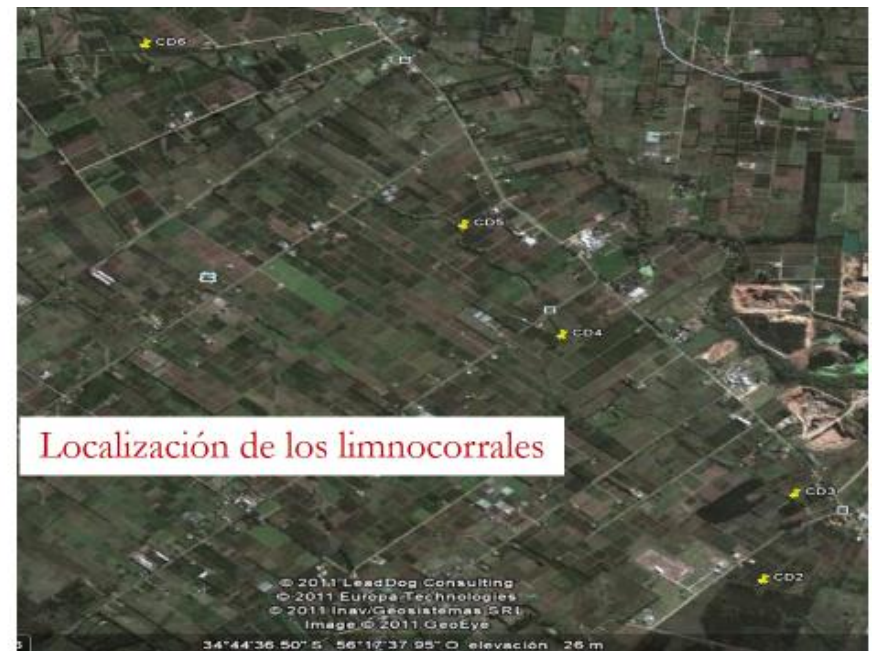 CD6
CD5
CD4
Localización de los limnocorrales
CD3
CD2
© 2011 LeadDog Consulting
© 2011 Europa Technologies
© 2011 Inav/Geosistemas SRL
Image © 2011 GeoEye
34°44'36.50" S 56°17'37.95" O elevación 26 m